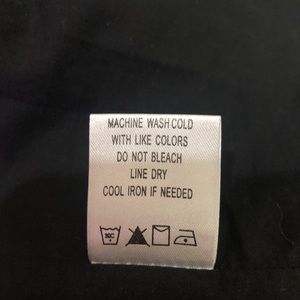 MACHINE WASH COLD
WITH LIKE COLORS
DO NOT BLEACH
LINE DRY
COOL IRON IF NEEDED